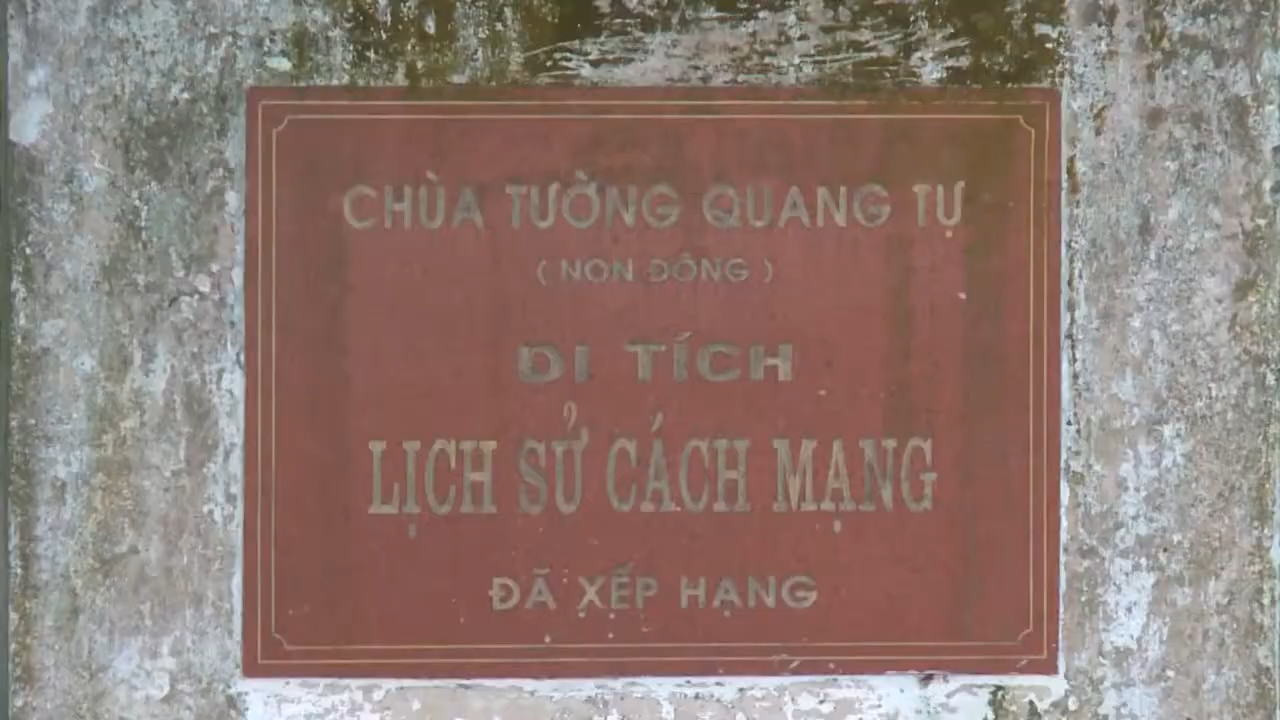 CHÙA TƯỜNG QUANG TỰ
( NON ĐÔNG )
DI TÍCH
LỊCH SỬ CÁCH MẠNG
ĐÃ XẾP HẠNG